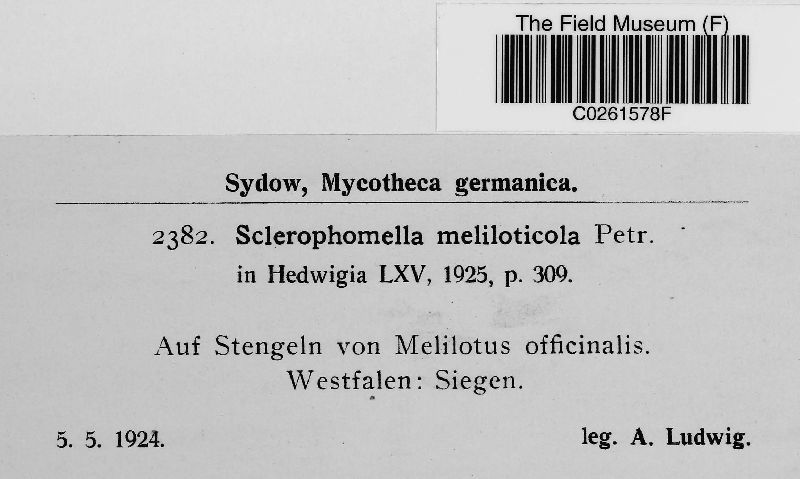 The Field Museum (F)
C0261578F
Sydow, Mycotheca germanica.
2382. Sclerophomella meliloticola Petr.
in Hedwigia LXV, 1925, p. 309.
Auf Stengeln von Melilotus officinalis.
Westfalen: Siegen.
5. 5. 1924. leg. A. Ludwig.